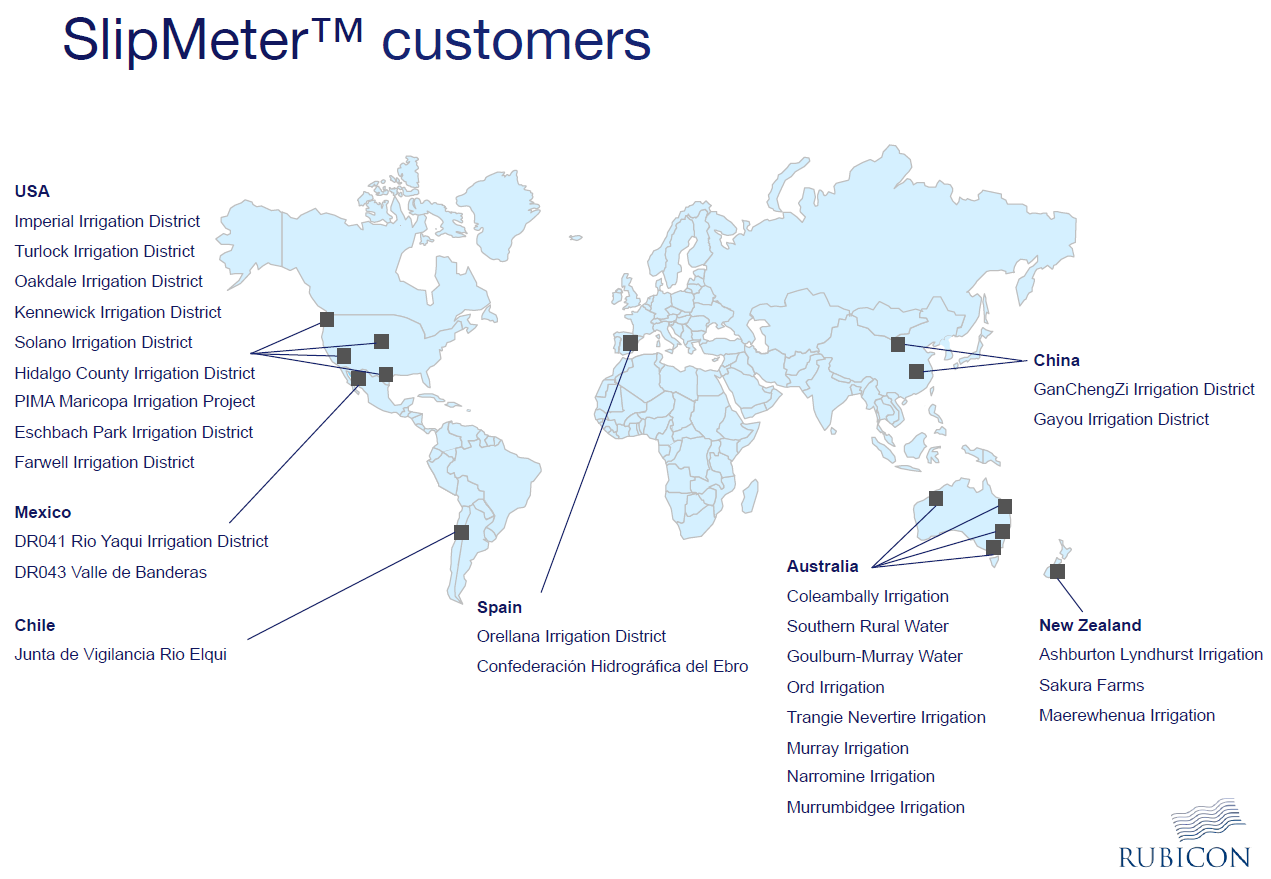 SlipMeter™ customers
USA
Imperial Irrigation District
Turlock Irrigation District
Oakdale Irrigation District
Kennewick Irrigation District
Solano Irrigation District
Hidalgo County Irrigation District
PIMA Maricopa Irrigation Project
Eschbach Park Irrigation District
Farwell Irrigation District
Mexico
DR041 Rio Yaqui Irrigation District
DR043 Valle de Banderas
Chile
Junta de Vigilancia Rio Elqui
Spain
Orellana Irrigation District
Confederación Hidrográfica del Ebro
China
GanChengZi Irrigation District
Gayou Irrigation District
Australia
Coleambally Irrigation
Southern Rural Water
Goulburn-Murray Water
Ord Irrigation
Trangie Nevertire Irrigation
Murray Irrigation
Narromine Irrigation
Murrumbidgee Irrigation
New Zealand
Ashburton Lyndhurst Irrigation
Sakura Farms
Maerewhenua Irrigation
RUBICON